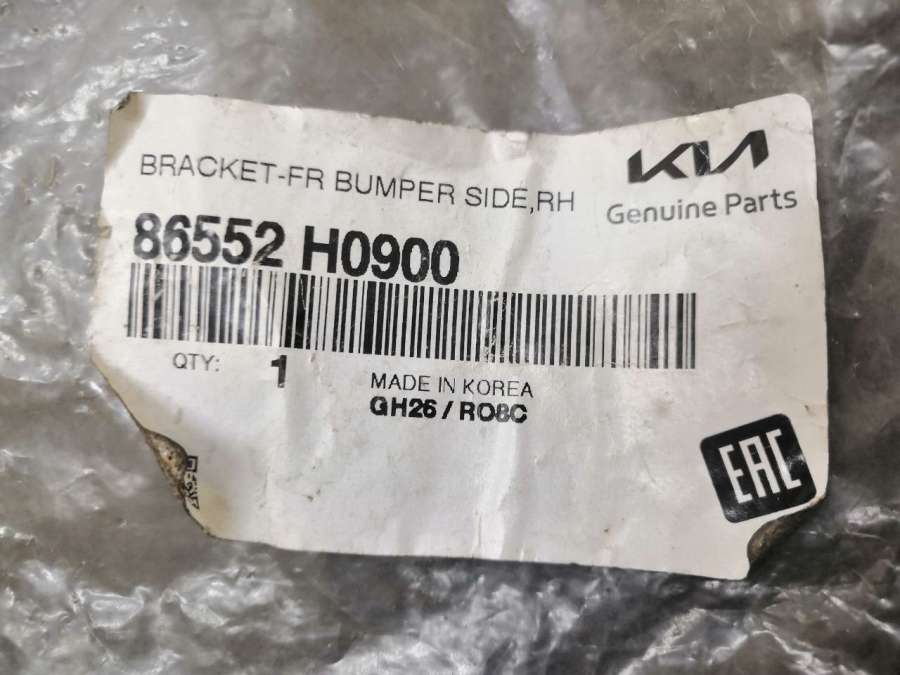 KIA
Genuine Parts
BRACKET-FR BUMPER SIDE,RH
86552 H0900
QTY: 1
MADE IN KOREA
GH26 / RO8C
EAC